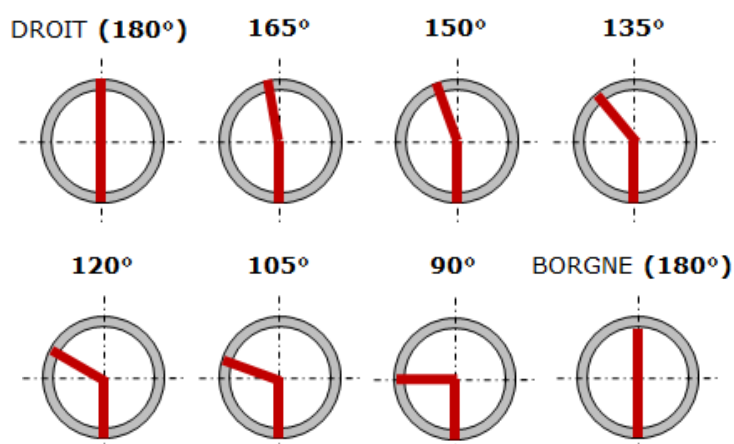 DROIT (180º)
165º
150º
135º
120º
105º
90º
BORGNE (180º)